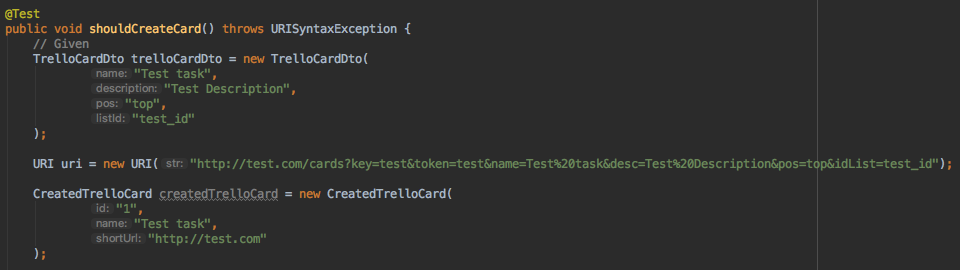 @Test
public void shouldCreateCard() throws URISyntaxException {
// Given
TrelloCardDto trelloCardDto = new TrelloCardDto(
name: "Test task",
description: "Test Description",
pos: "top",
listId: "test_id"
);
URI uri = new URI( str: "http://test.com/cards?key=test&token=test&name=Test%20task&desc=Test%20Description&pos=top&idList=test_id");
CreatedTrelloCard createdTrelloCard = new CreatedTrelloCard(
id: "1",
name: "Test task",
shortUrl: "http://test.com"
);